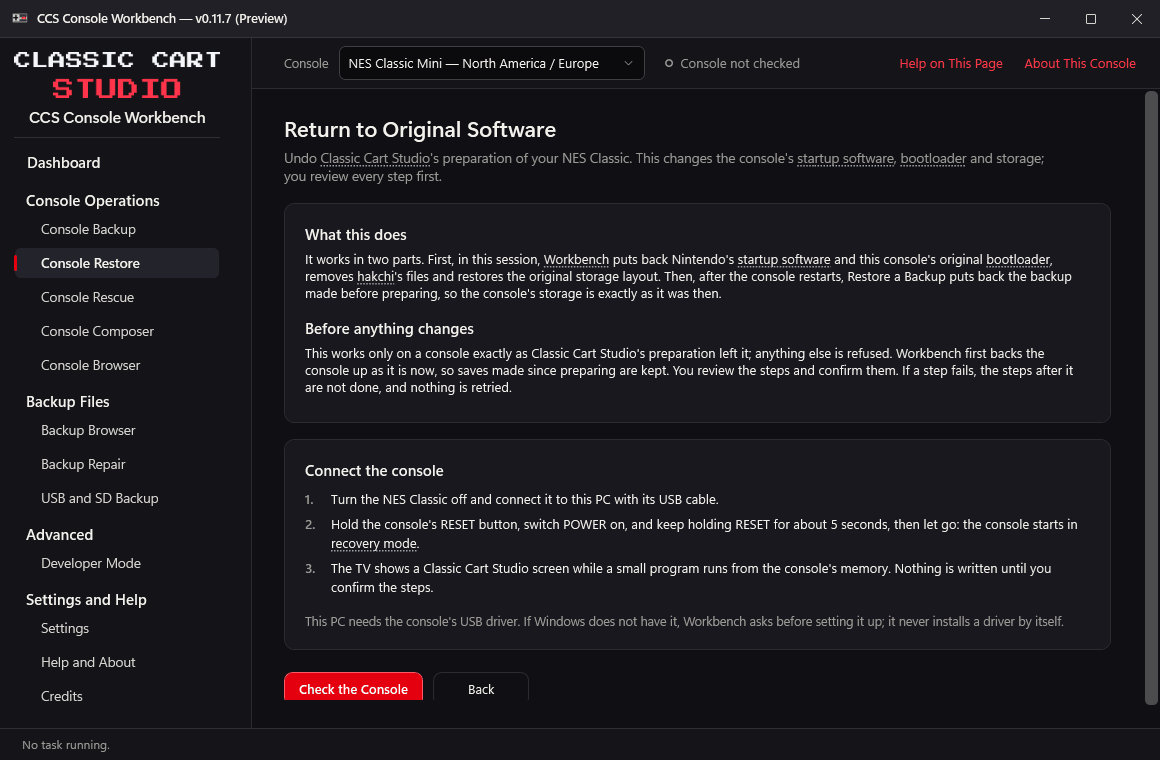 CCS Console Workbench — v0.11.7 (Preview)
CLASSIC CART
STUDIO
CCS Console Workbench
Dashboard
Console Operations
Console Backup
Console Restore
Console Rescue
Console Composer
Console Browser
Backup Files
Backup Browser
Backup Repair
USB and SD Backup
Advanced
Developer Mode
Settings and Help
Settings
Help and About
Credits
Console
NES Classic Mini — North America / Europe
Console not checked
Help on This Page
About This Console
Return to Original Software
Undo Classic Cart Studio's preparation of your NES Classic. This changes the console's startup software, bootloader and storage;
you review every step first.
What this does
It works in two parts. First, in this session, Workbench puts back Nintendo's startup software and this console's original bootloader,
removes hakchi's files and restores the original storage layout. Then, after the console restarts, Restore a Backup puts back the backup
made before preparing, so the console's storage is exactly as it was then.
Before anything changes
This works only on a console exactly as Classic Cart Studio's preparation left it; anything else is refused. Workbench first backs the
console up as it is now, so saves made since preparing are kept. You review the steps and confirm them. If a step fails, the steps after it
are not done, and nothing is retried.
Connect the console
1. Turn the NES Classic off and connect it to this PC with its USB cable.
2. Hold the console's RESET button, switch POWER on, and keep holding RESET for about 5 seconds, then let go: the console starts in
recovery mode.
3. The TV shows a Classic Cart Studio screen while a small program runs from the console's memory. Nothing is written until you
confirm the steps.
This PC needs the console's USB driver. If Windows does not have it, Workbench asks before setting it up; it never installs a driver by itself.
Check the Console
Back
No task running.